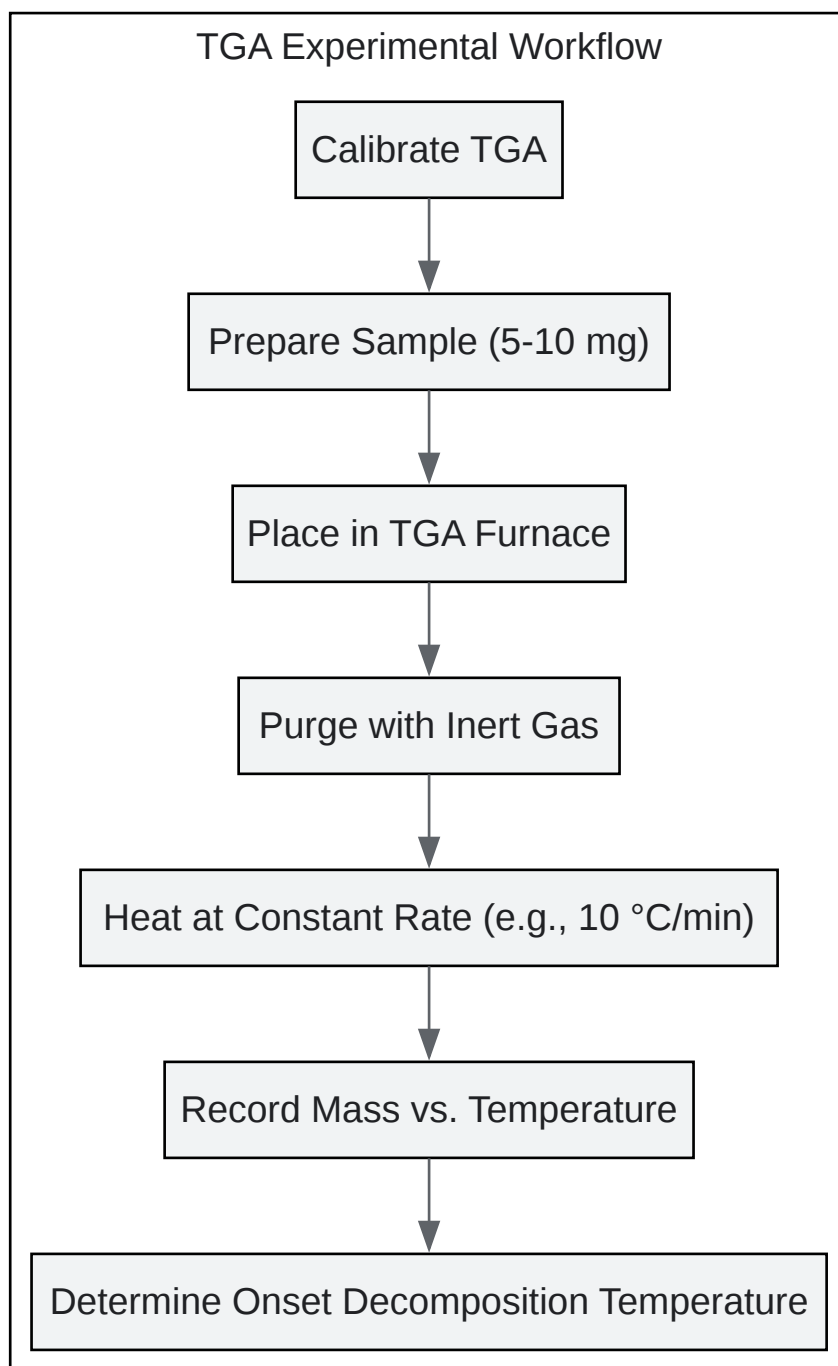 TGA Experimental Workflow
Calibrate TGA
Prepare Sample (5-10 mg)
Place in TGA Furnace
Purge with Inert Gas
Heat at Constant Rate (e.g., 10 °C/min)
Record Mass vs. Temperature
Determine Onset Decomposition Temperature